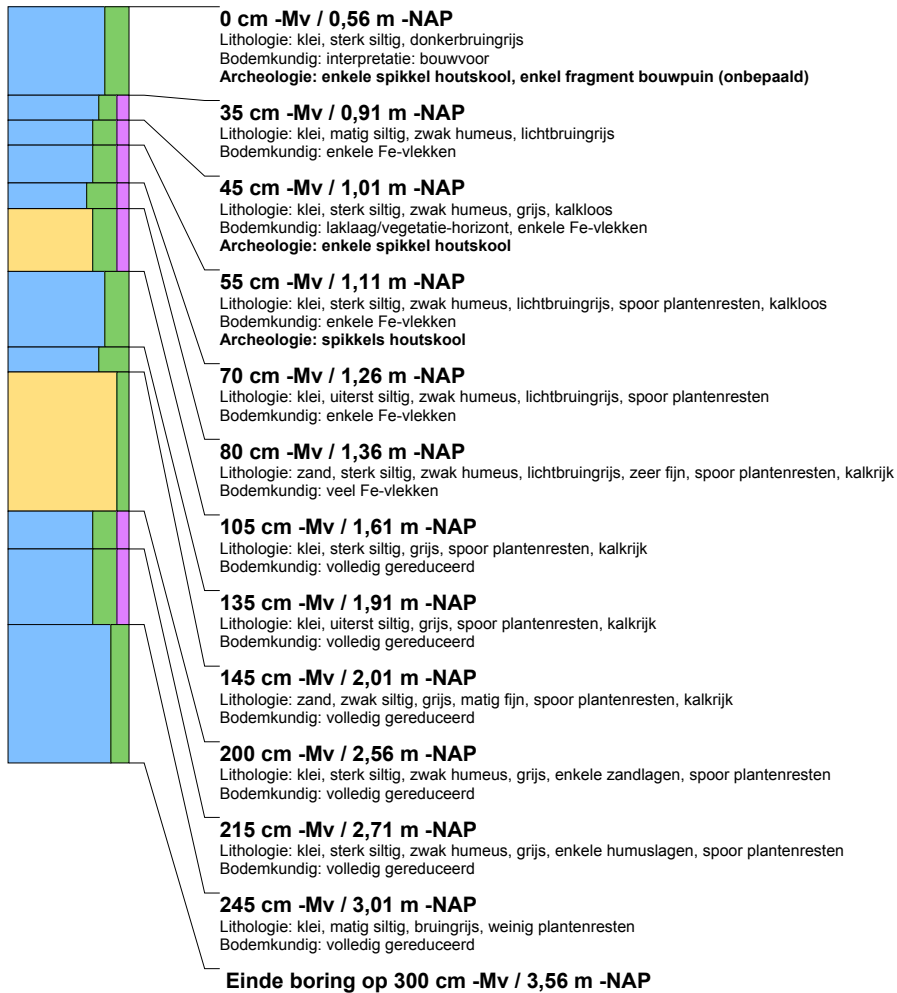 0 cm -Mv / 0,56 m -NAP
Lithologie: klei, sterk siltig, donkerbruingrijs
Bodemkundig: interpretatie: bouwvoor
Archeologie: enkele spikkel houtskool, enkel fragment bouwpuin (onbepaald)
35 cm -Mv / 0,91 m -NAP
Lithologie: klei, matig siltig, zwak humeus, lichtbruingrijs
Bodemkundig: enkele Fe-vlekken
45 cm -Mv / 1,01 m -NAP
Lithologie: klei, sterk siltig, zwak humeus, grijs, kalkloos
Bodemkundig: laklaag/vegetatie-horizont, enkele Fe-vlekken
Archeologie: enkele spikkel houtskool
55 cm -Mv / 1,11 m -NAP
Lithologie: klei, sterk siltig, zwak humeus, lichtbruingrijs, spoor plantenresten, kalkloos
Bodemkundig: enkele Fe-vlekken
Archeologie: spikkels houtskool
70 cm -Mv / 1,26 m -NAP
Lithologie: klei, uiterst siltig, zwak humeus, lichtbruingrijs, spoor plantenresten
Bodemkundig: enkele Fe-vlekken
80 cm -Mv / 1,36 m -NAP
Lithologie: zand, sterk siltig, zwak humeus, lichtbruingrijs, zeer fijn, spoor plantenresten, kalkrijk
Bodemkundig: veel Fe-vlekken
105 cm -Mv / 1,61 m -NAP
Lithologie: klei, sterk siltig, grijs, spoor plantenresten, kalkrijk
Bodemkundig: volledig gereduceerd
135 cm -Mv / 1,91 m -NAP
Lithologie: klei, uiterst siltig, grijs, spoor plantenresten, kalkrijk
Bodemkundig: volledig gereduceerd
145 cm -Mv / 2,01 m -NAP
Lithologie: zand, zwak siltig, grijs, matig fijn, spoor plantenresten, kalkrijk
Bodemkundig: volledig gereduceerd
200 cm -Mv / 2,56 m -NAP
Lithologie: klei, sterk siltig, zwak humeus, grijs, enkele zandlagen, spoor plantenresten
Bodemkundig: volledig gereduceerd
215 cm -Mv / 2,71 m -NAP
Lithologie: klei, sterk siltig, zwak humeus, grijs, enkele humuslagen, spoor plantenresten
Bodemkundig: volledig gereduceerd
245 cm -Mv / 3,01 m -NAP
Lithologie: klei, matig siltig, bruingrijs, weinig plantenresten
Bodemkundig: volledig gereduceerd
Einde boring op 300 cm -Mv / 3,56 m -NAP